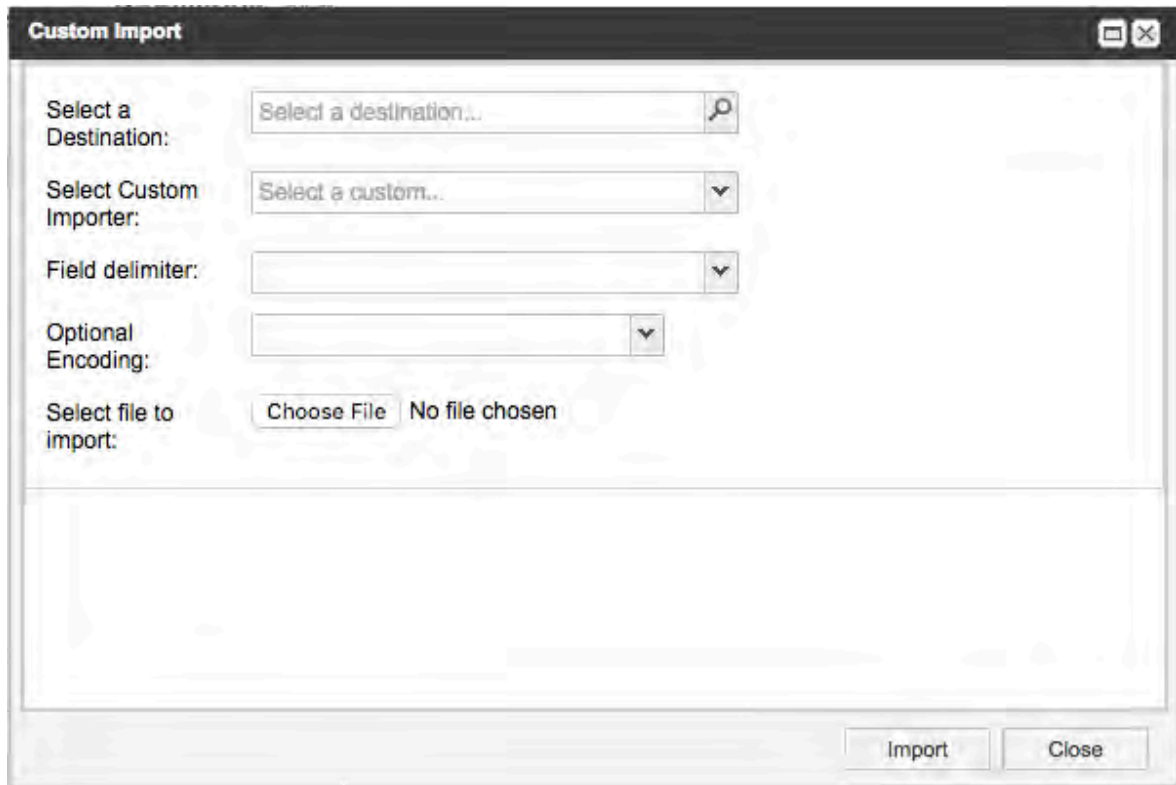 Custom Import
Select a
Destination:
Select a destination...
Select Custom
Importer:
Select a custom...
Field delimiter:
Optional
Encoding:
Select file to
import:
Choose File No file chosen
Import Close